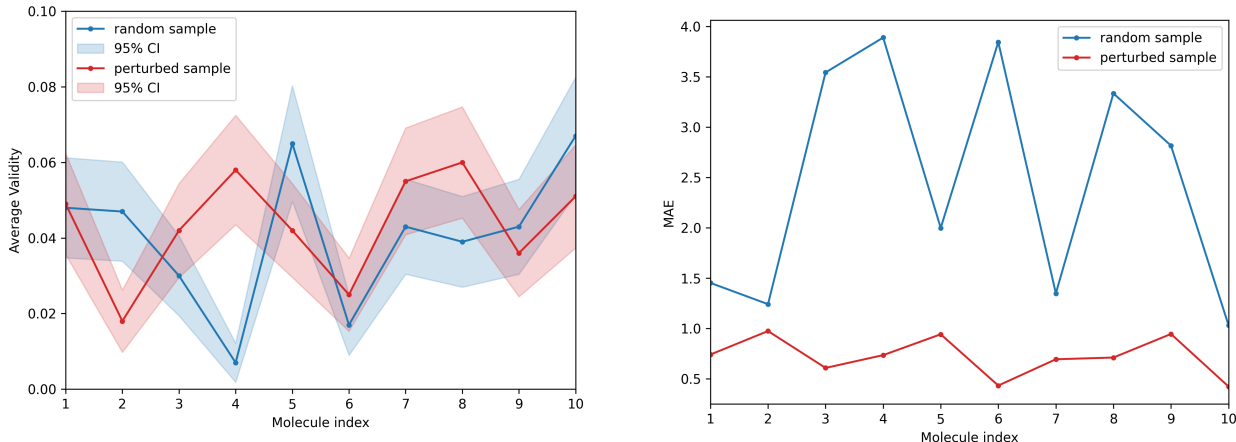 0.10
0.08
0.06
0.04
0.02
0.00
Average Validity
random sample
95% CI
perturbed sample
95% CI
1 2 3 4 5 6 7 8 9 10
Molecule index
4.0
3.5
3.0
2.5
2.0
1.5
1.0
0.5
MAE
random sample
perturbed sample
1 2 3 4 5 6 7 8 9 10
Molecule index